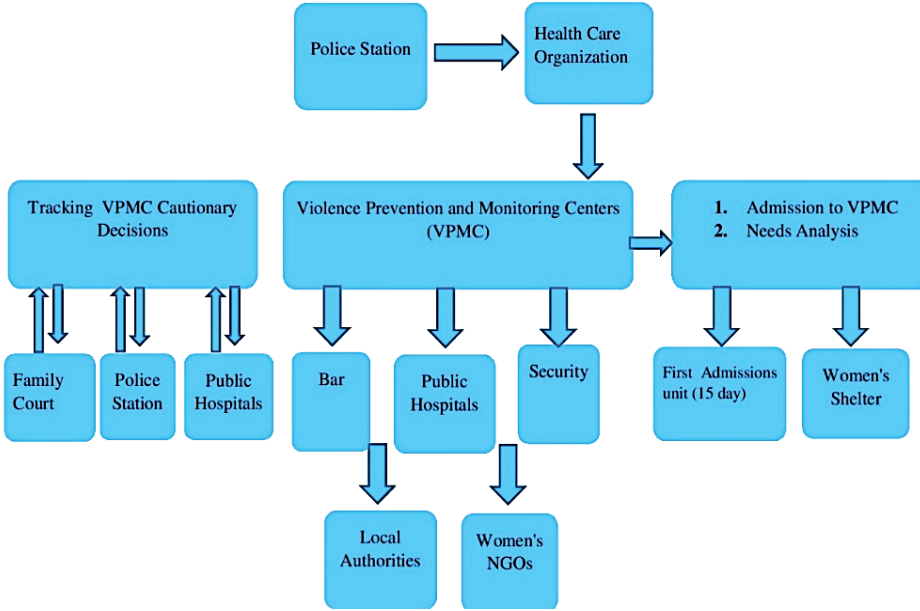 Police Station
Health Care
Organization
Tracking VPMC Cautionary
Decisions
Violence Prevention and Monitoring Centers
(VPMC)
1. Admission to VPMC
2. Needs Analysis
Family
Court
Police
Station
Public
Hospitals
Bar
Public
Hospitals
Security
First Admissions
unit (15 day)
Women's
Shelter
Local
Authorities
Women's
NGOs